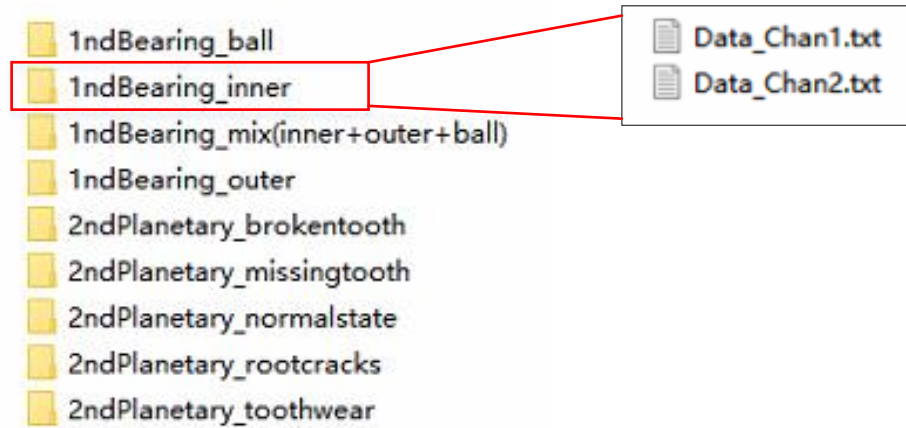 1ndBearing_ball
1ndBearing_inner
1ndBearing_mix(inner+outer+ball)
1ndBearing_outer
2ndPlanetary_brokentooth
2ndPlanetary_missingtooth
2ndPlanetary_normalstate
2ndPlanetary_rootcracks
2ndPlanetary_toothwear
Data_Chan1.txt
Data_Chan2.txt